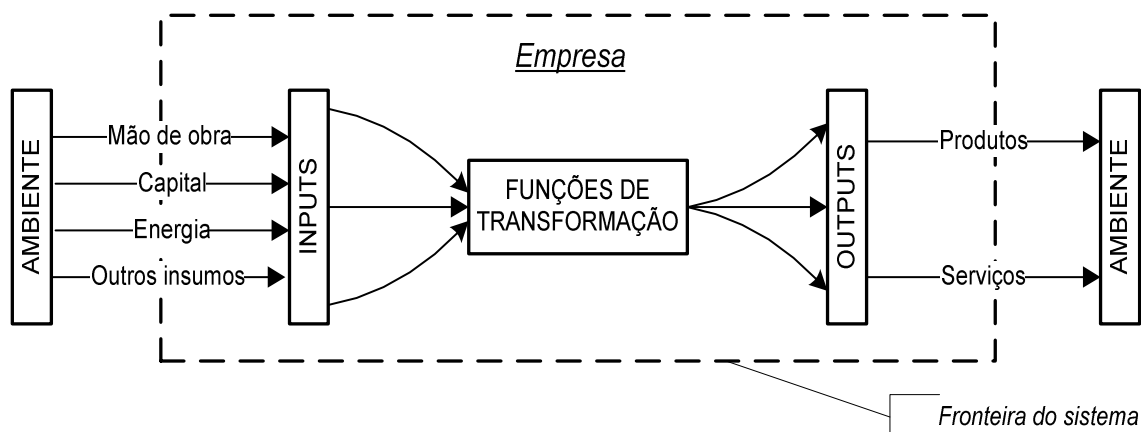 Empresa
AMBIENTE
Mão de obra
Capital
Energia
Outros insumos
INPUTS
FUNÇÕES DE
TRANSFORMAÇÃO
OUTPUTS
Produtos
Serviços
AMBIENTE
Fronteira do sistema